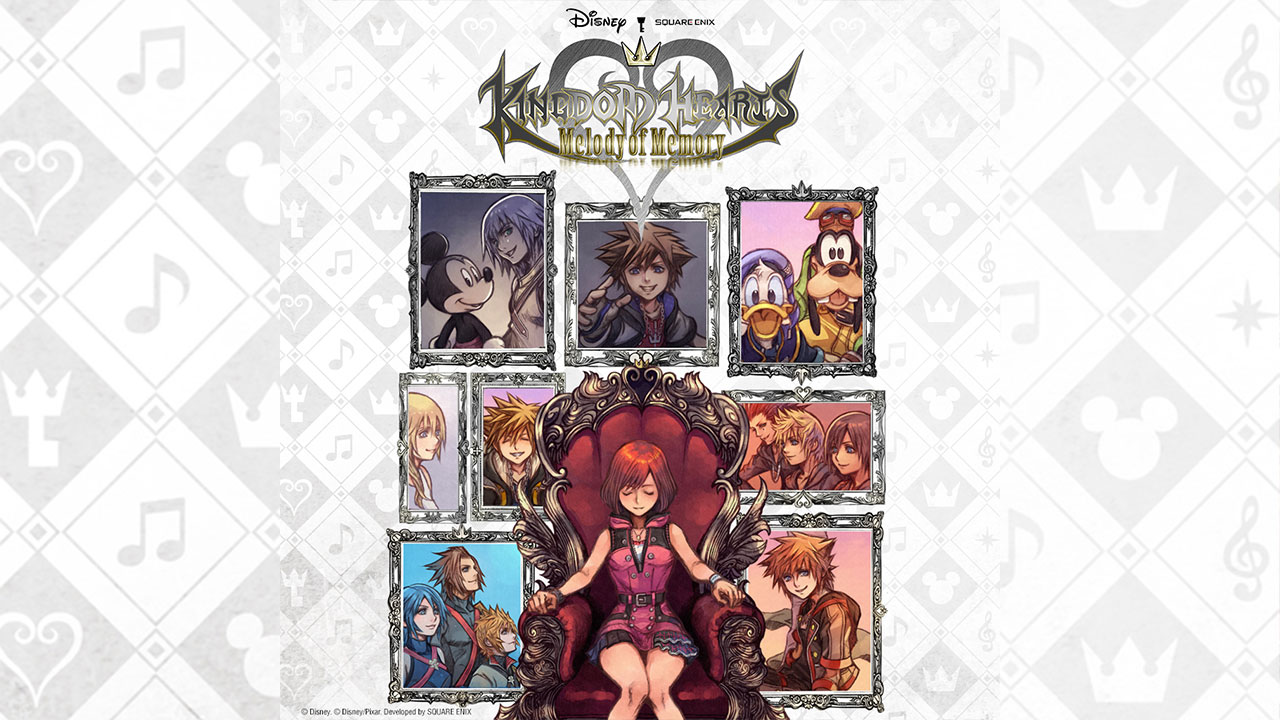 Disney SQUARE ENIX
KINGDOM HEARTS
Melody of Memory
© Disney. © Disney/Pixar. Developed by SQUARE ENIX